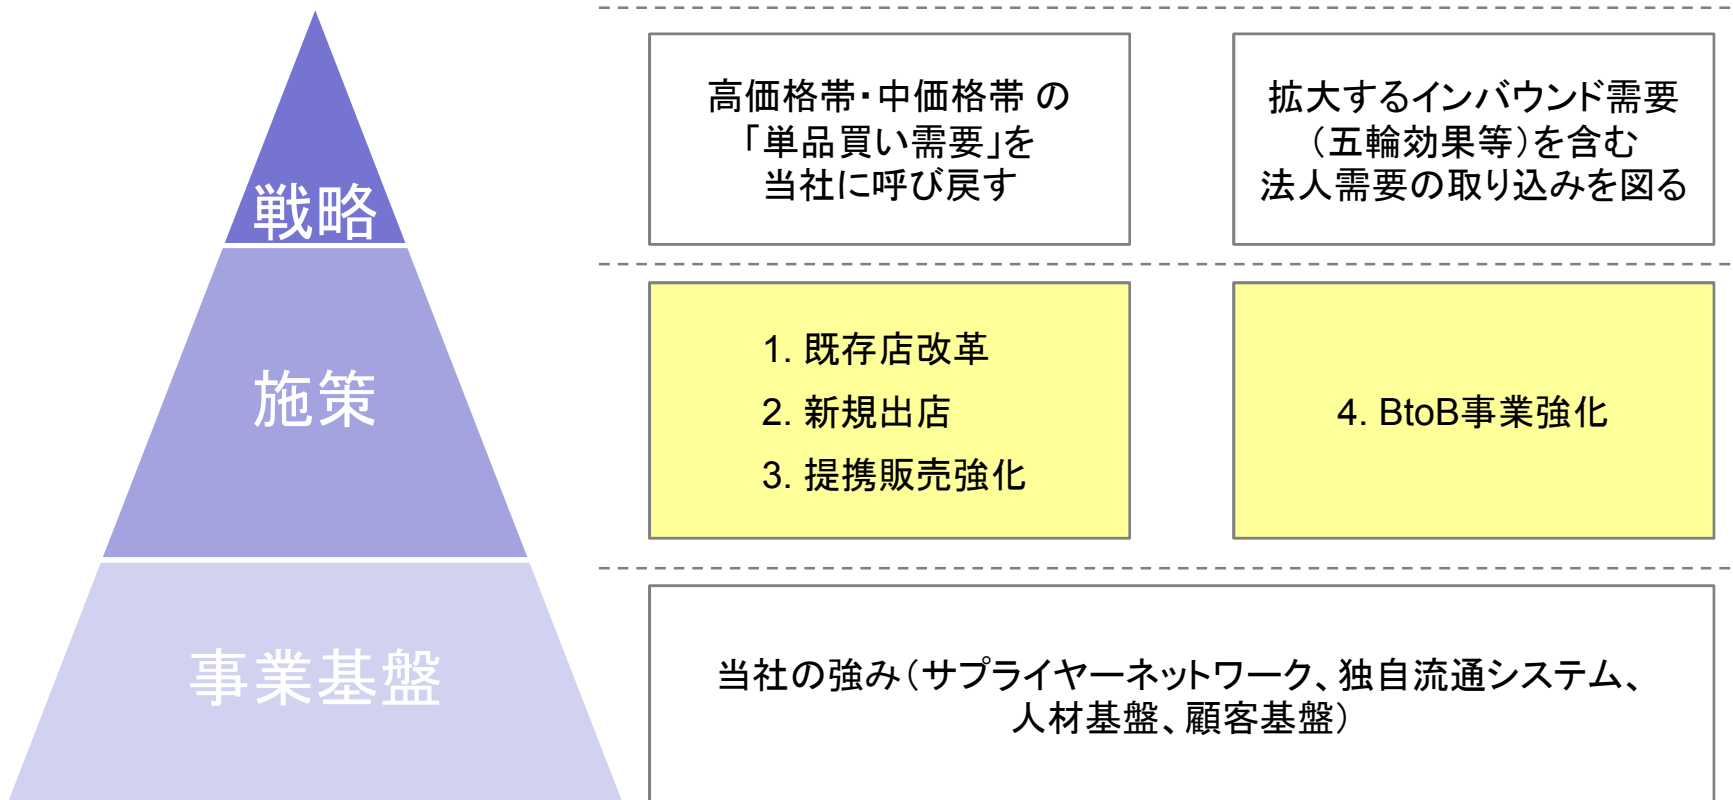 戦略
高価格帯・中価格帯 の
「単品買い需要」を
当社に呼び戻す
拡大するインバウンド需要
（五輪効果等）を含む
法人需要の取り込みを図る
施策
1. 既存店改革
2. 新規出店
3. 提携販売強化
4. BtoB事業強化
事業基盤
当社の強み（サプライヤーネットワーク、独自流通システム、
人材基盤、顧客基盤）